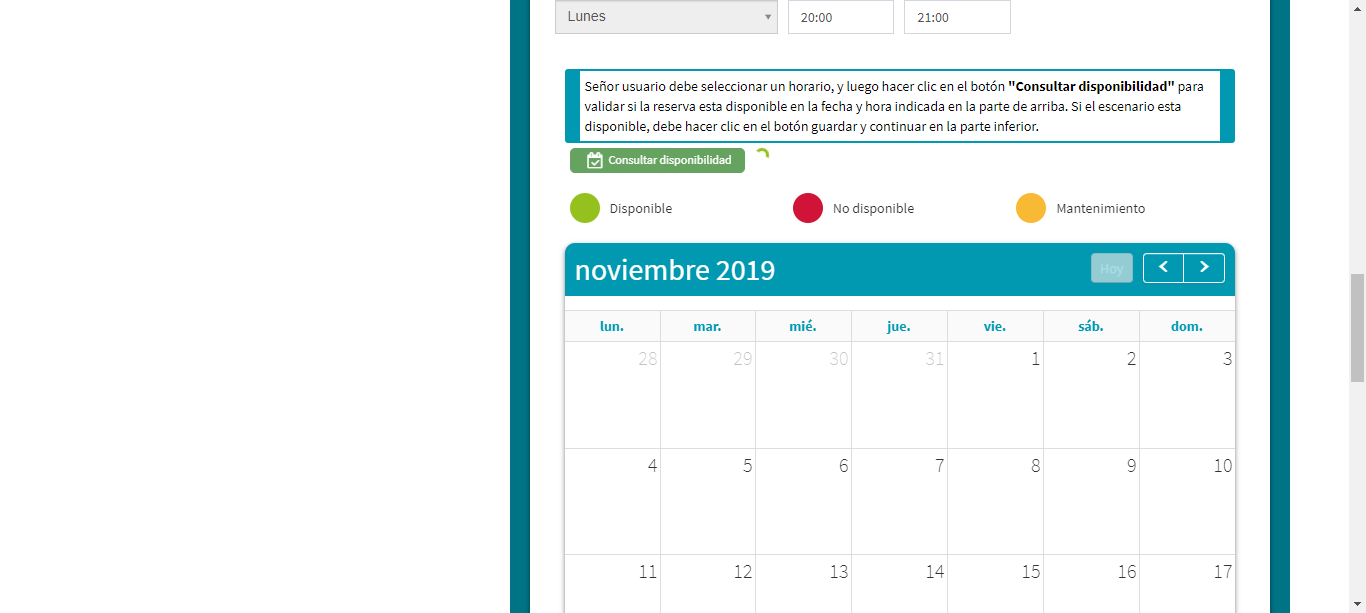 Lunes 20:00 21:00
Señor usuario debe seleccionar un horario, y luego hacer clic en el botón "Consultar disponibilidad" para
validar si la reserva esta disponible en la fecha y hora indicada en la parte de arriba. Si el escenario esta
disponible, debe hacer clic en el botón guardar y continuar en la parte inferior.
Consultar disponibilidad
Disponible No disponible Mantenimiento
noviembre 2019 Hoy
lun. mar. mié. jue. vie. sáb. dom.
28 29 30 31 1 2 3
4 5 6 7 8 9 10
11 12 13 14 15 16 17